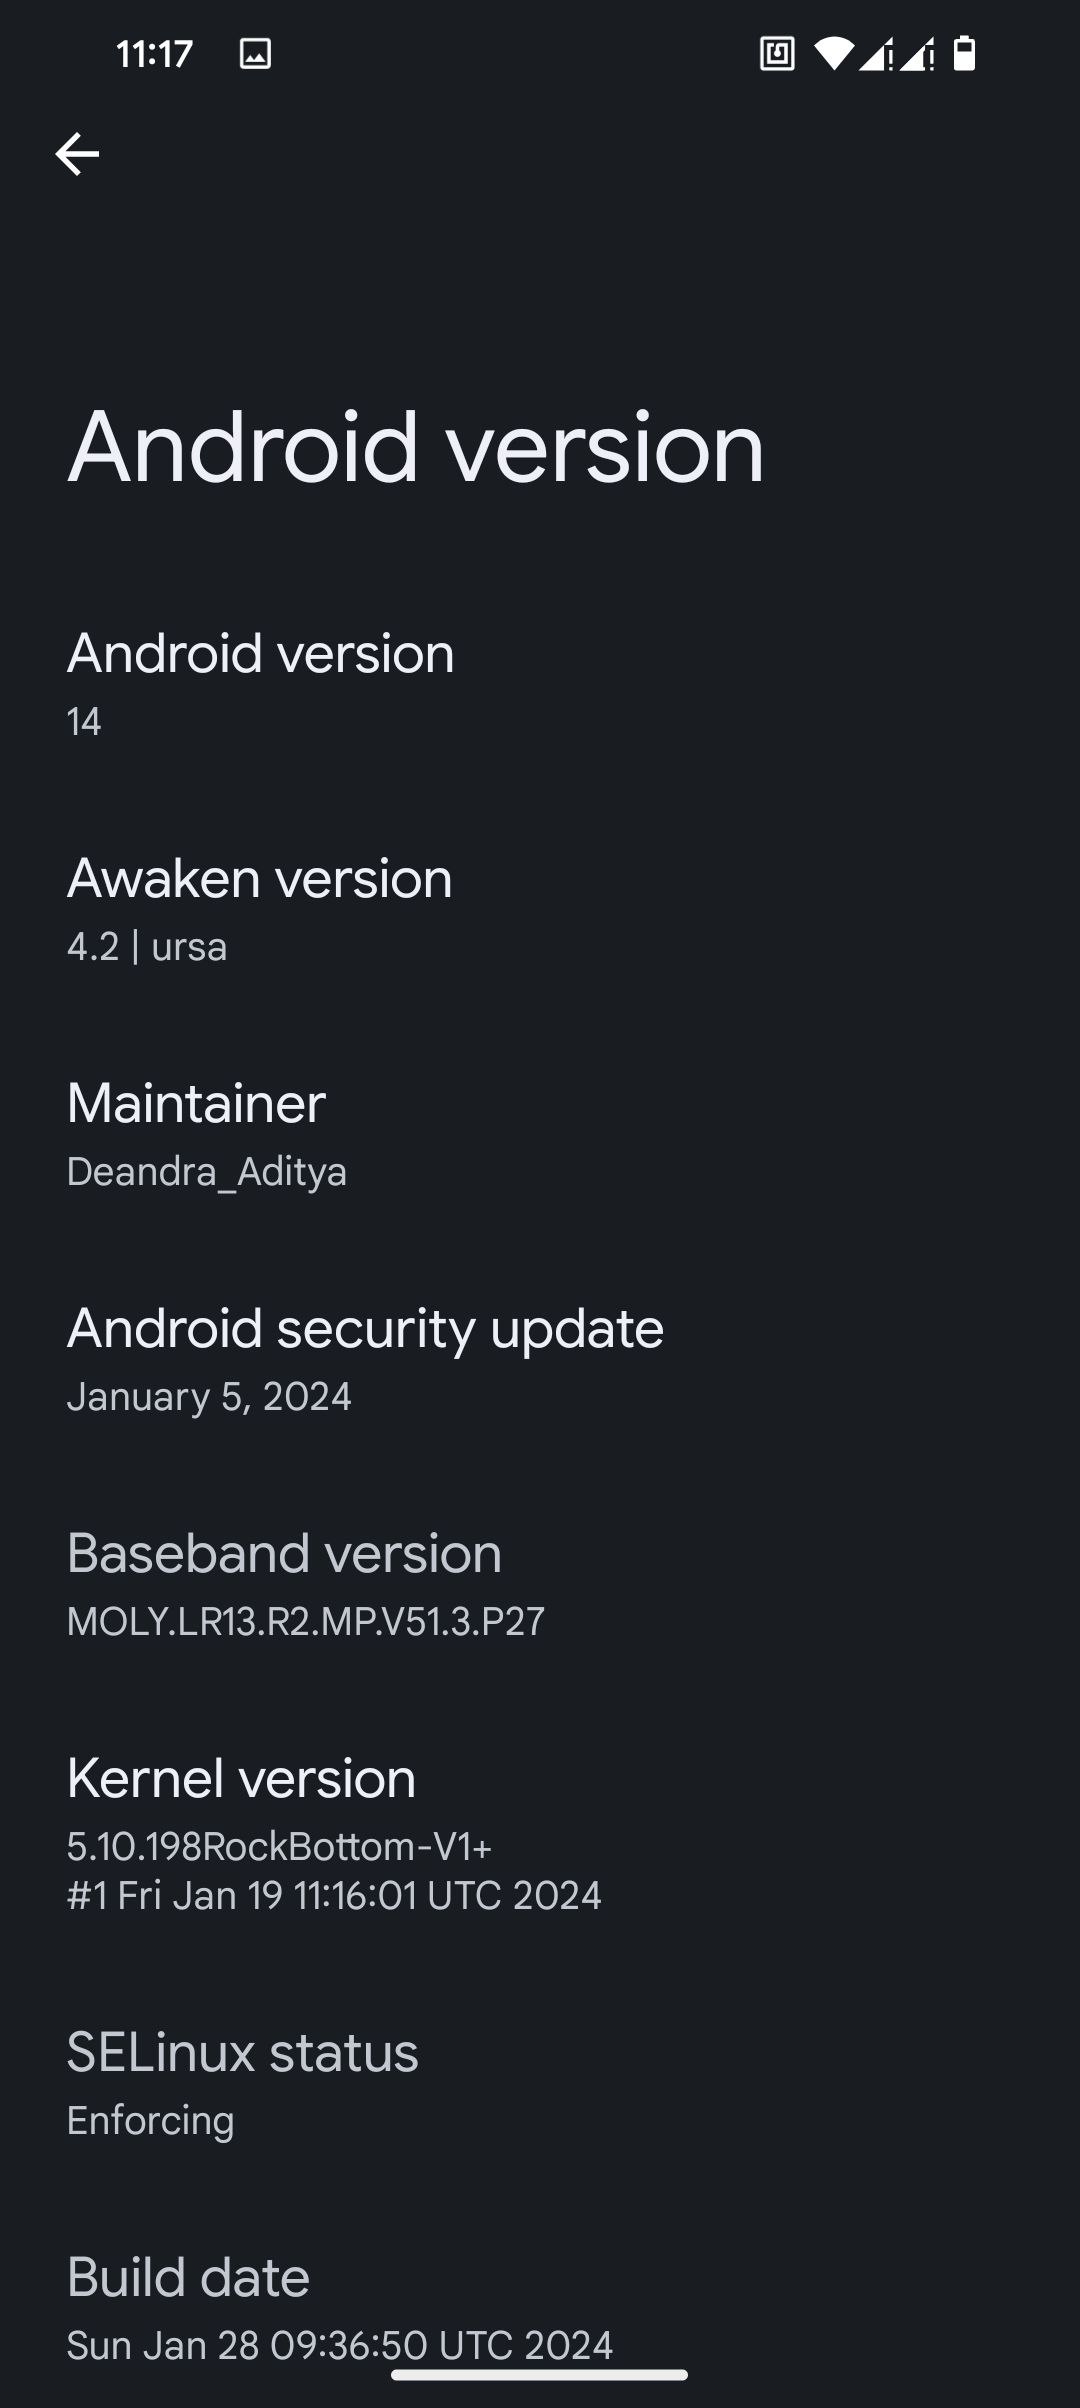 11:17
Android version
Android version
14
Awaken version
4.2 | ursa
Maintainer
Deandra_Aditya
Android security update
January 5, 2024
Baseband version
MOLY.LR13.R2.MP.V51.3.P27
Kernel version
5.10.198RockBottom-V1+
#1 Fri Jan 19 11:16:01 UTC 2024
SELinux status
Enforcing
Build date
Sun Jan 28 09:36:50 UTC 2024